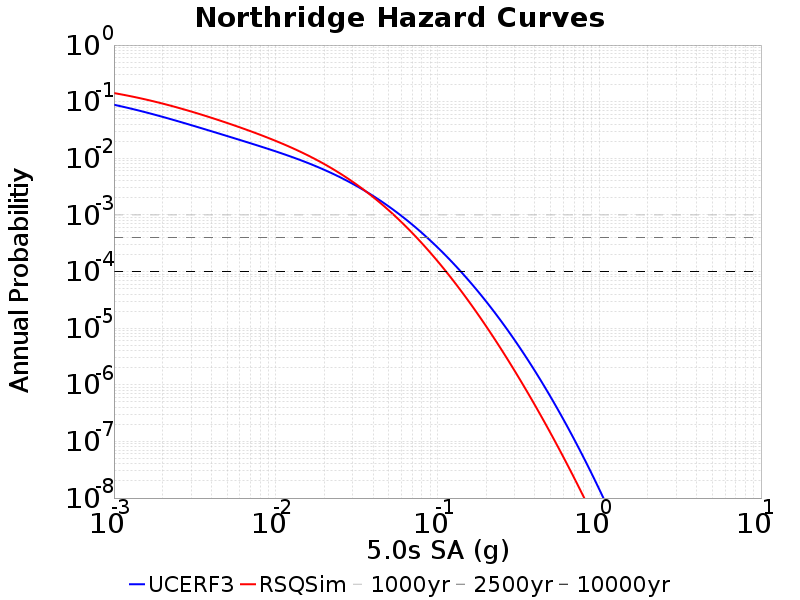 Northridge Hazard Curves
10^0
10^-1
10^-2
10^-3
10^-4
10^-5
10^-6
10^-7
10^-8
Annual Probabilitiy
10^-3 10^-2 10^-1 10^0 10^1
5.0s SA (g)
UCERF3 RSQSim 1000yr 2500yr 10000yr